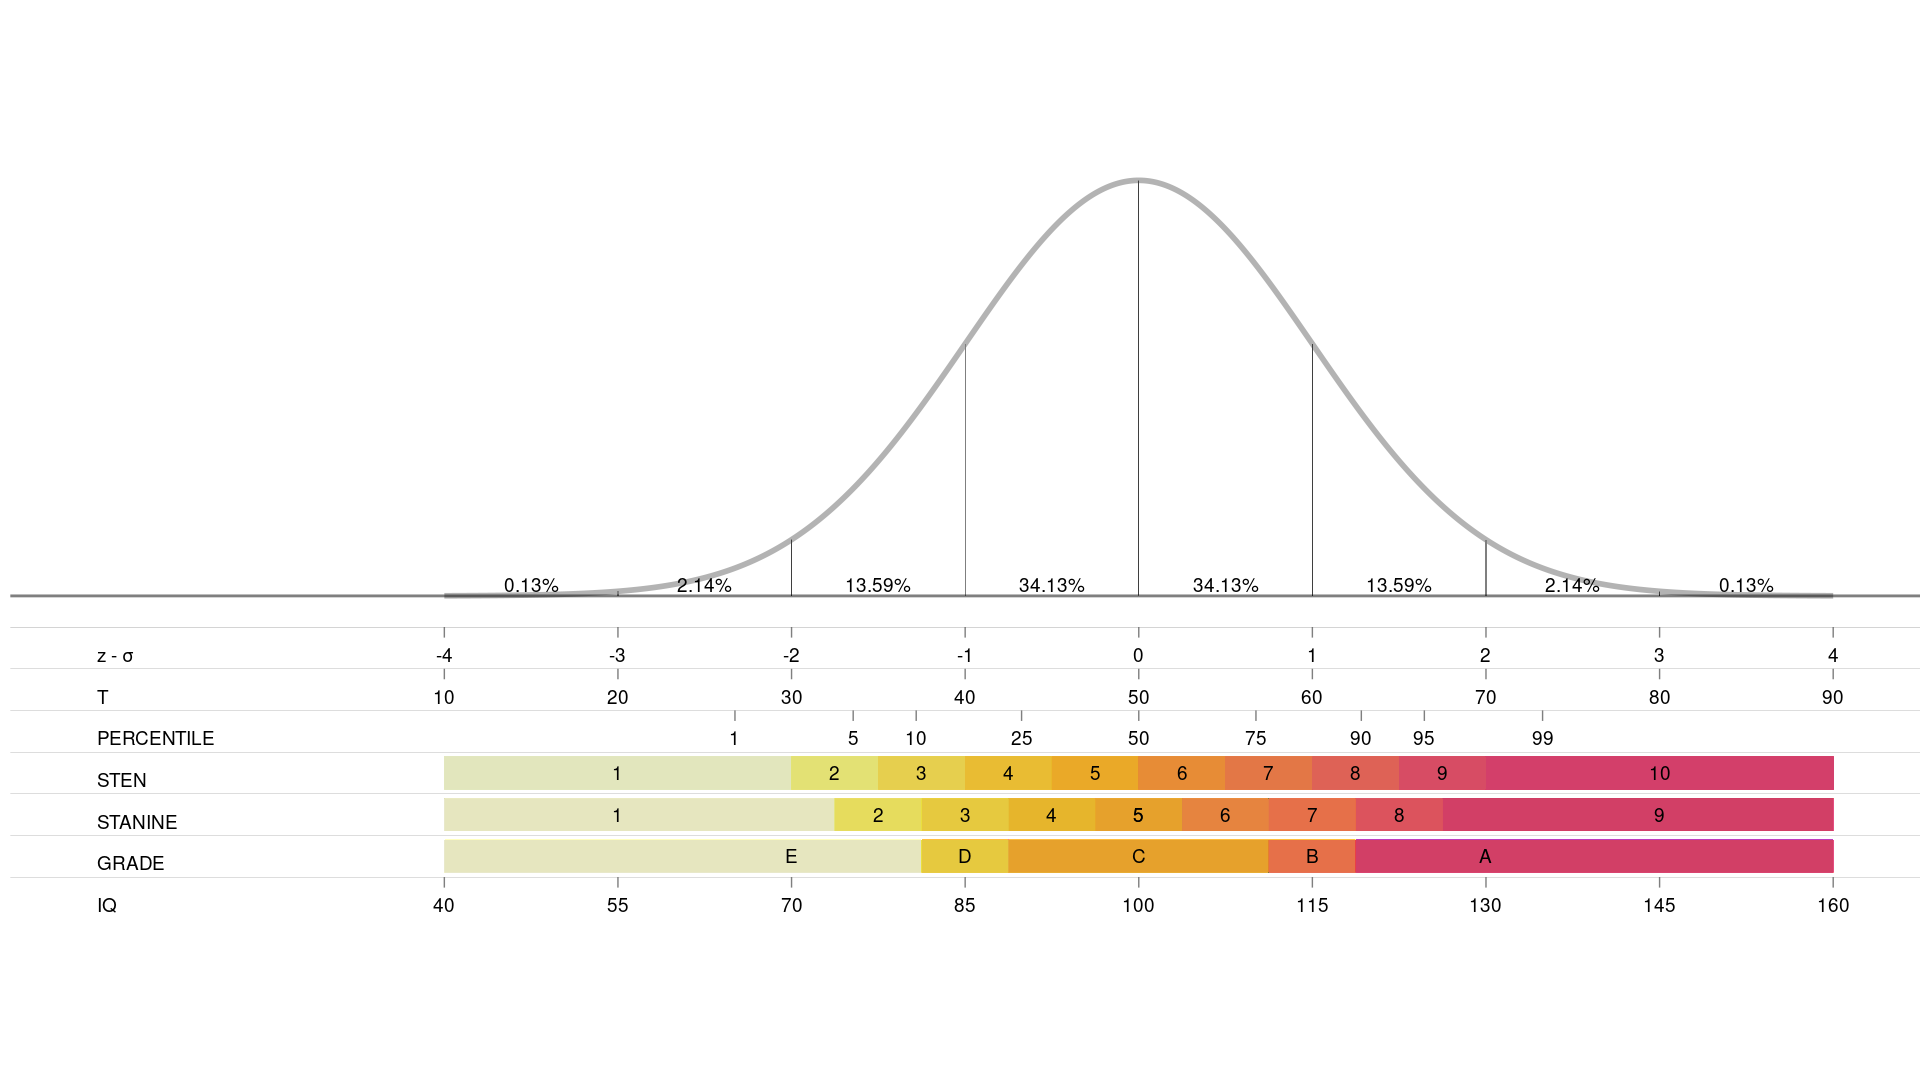 0.13% 2.14% 13.59% 34.13% 34.13% 13.59% 2.14% 0.13%
z - σ -4 -3 -2 -1 0 1 2 3 4
T 10 20 30 40 50 60 70 80 90
PERCENTILE 1 5 10 25 50 75 90 95 99
STEN 1 2 3 4 5 6 7 8 9 10
STANINE 1 2 3 4 5 6 7 8 9
GRADE E D C B A
IQ 40 55 70 85 100 115 130 145 160